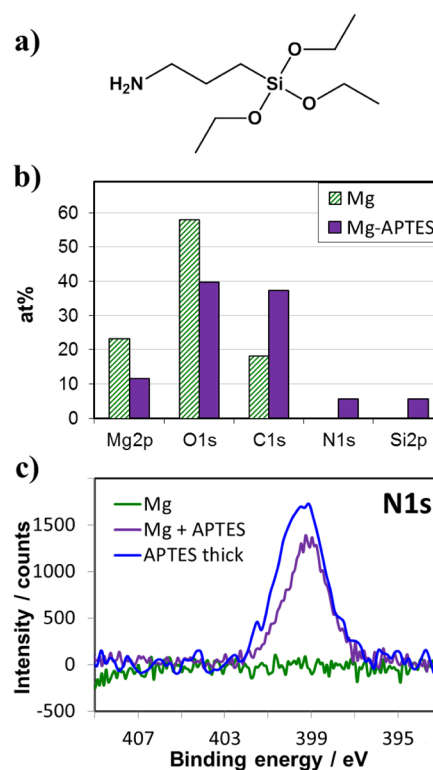 a)
O
H₂N
Si
O
O
b)
Mg
Mg-APTES
60
50
40
30
20
10
0
at%
Mg2p O1s C1s N1s Si2p
c)
N1s
Mg
Mg + APTES
APTES thick
1500
1000
500
0
-500
Intensity / counts
407 403 399 395
Binding energy / eV